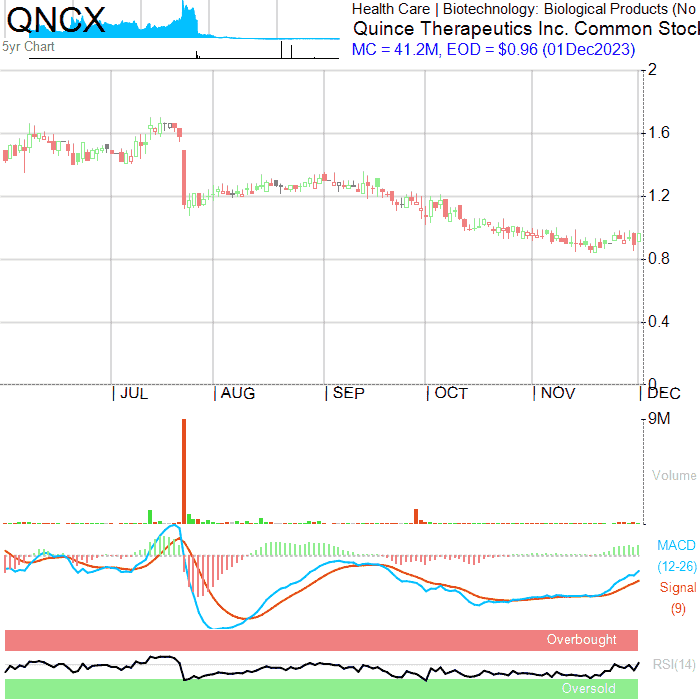 QNCX
5yr Chart
Health Care | Biotechnology: Biological Products (No
Quince Therapeutics Inc. Common Stock
MC = 41.2M, EOD = $0.96 (01Dec2023)
2
1.6
1.2
0.8
0.4
0
JUL AUG SEP OCT NOV DEC
9M
Volume
MACD
(12-26)
Signal
(9)
Overbought
RSI(14)
Oversold